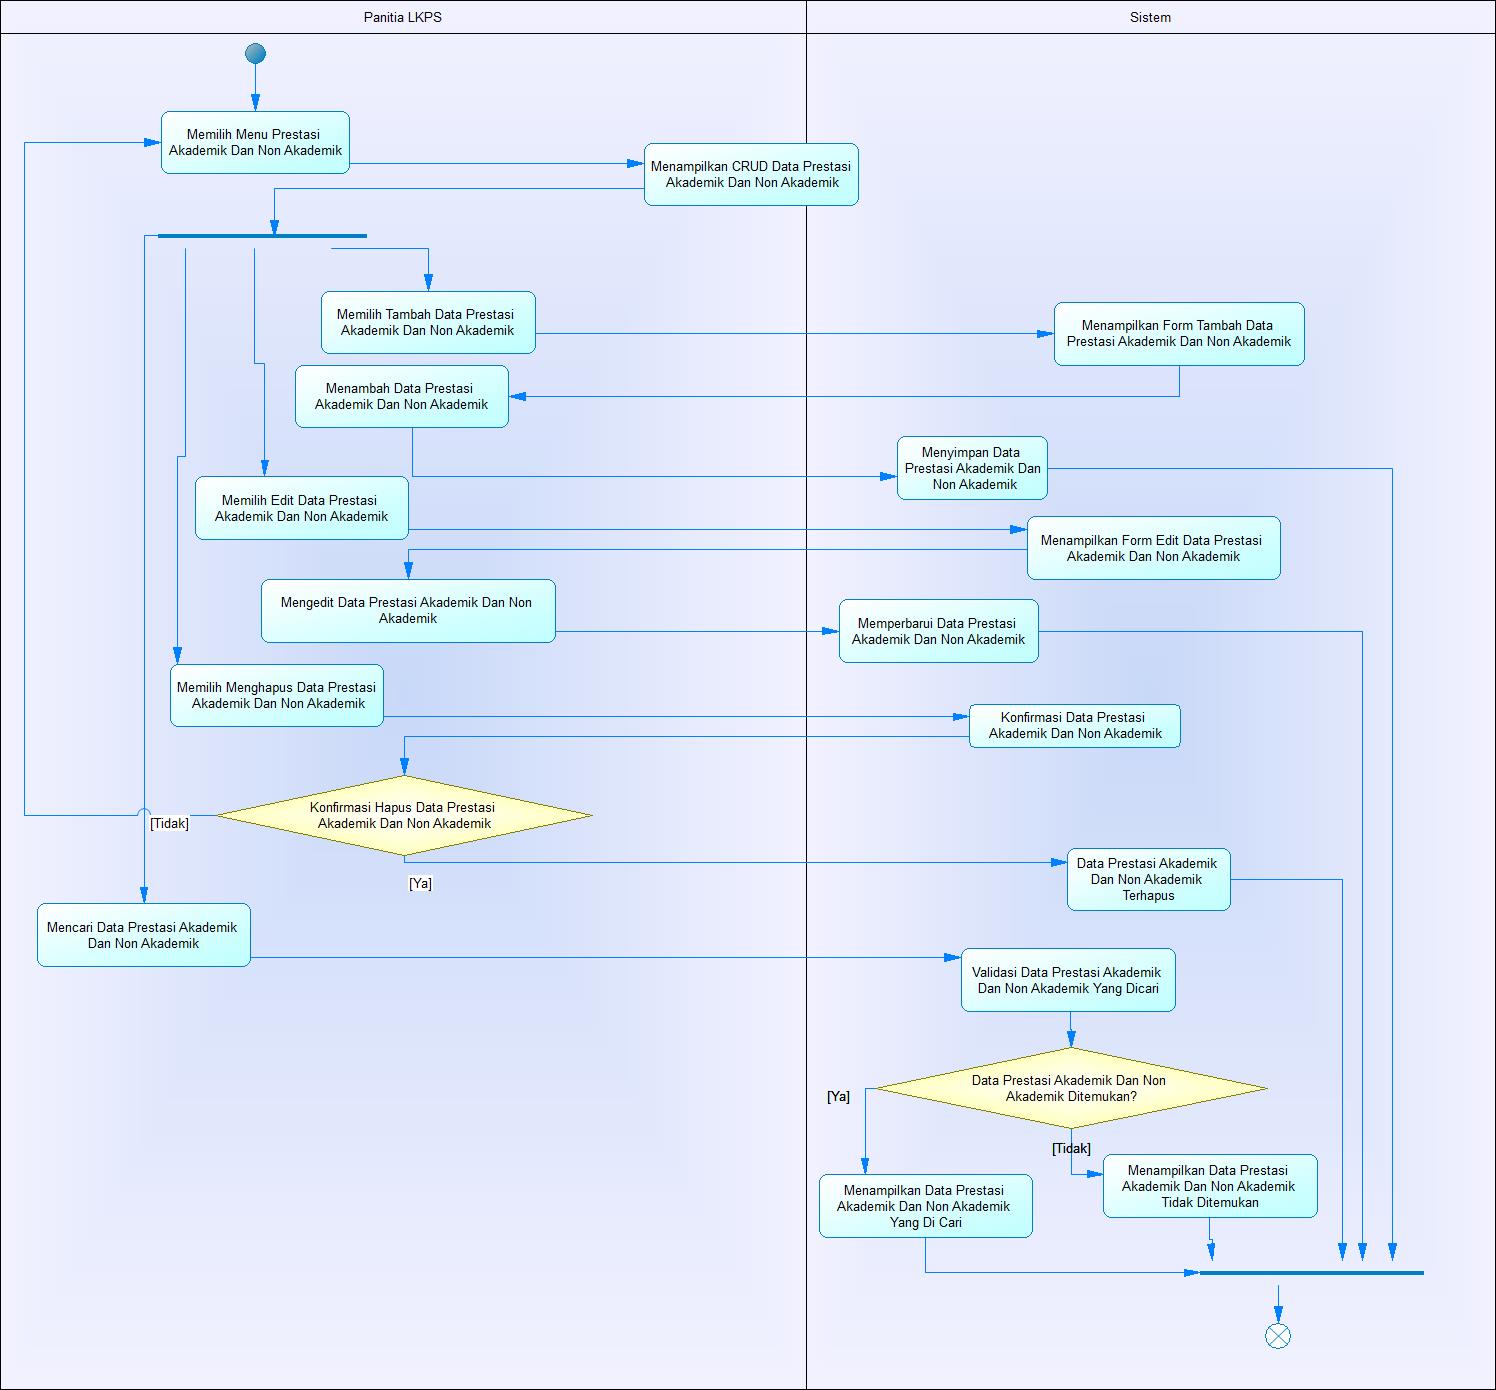 Panitia LKPS
Sistem
Memilih Menu Prestasi
Akademik Dan Non Akademik
Menampilkan CRUD Data Prestasi
Akademik Dan Non Akademik
Memilih Tambah Data Prestasi
Akademik Dan Non Akademik
Menampilkan Form Tambah Data
Prestasi Akademik Dan Non Akademik
Menambah Data Prestasi
Akademik Dan Non Akademik
Menyimpan Data
Prestasi Akademik Dan
Non Akademik
Memilih Edit Data Prestasi
Akademik Dan Non Akademik
Menampilkan Form Edit Data Prestasi
Akademik Dan Non Akademik
Mengedit Data Prestasi Akademik Dan Non
Akademik
Memperbarui Data Prestasi
Akademik Dan Non Akademik
Memilih Menghapus Data Prestasi
Akademik Dan Non Akademik
Konfirmasi Data Prestasi
Akademik Dan Non Akademik
Konfirmasi Hapus Data Prestasi
Akademik Dan Non Akademik
[Tidak]
[Ya]
Data Prestasi Akademik
Dan Non Akademik
Terhapus
Mencari Data Prestasi Akademik
Dan Non Akademik
Validasi Data Prestasi Akademik
Dan Non Akademik Yang Dicari
Data Prestasi Akademik Dan Non
Akademik Ditemukan?
[Ya]
[Tidak]
Menampilkan Data Prestasi
Akademik Dan Non Akademik
Yang Di Cari
Menampilkan Data Prestasi
Akademik Dan Non Akademik
Tidak Ditemukan